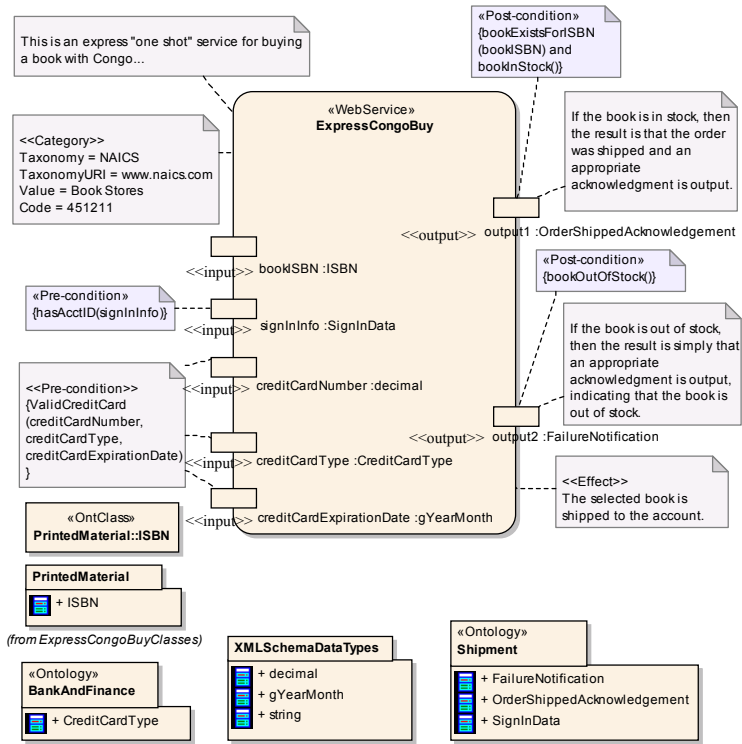 This is an express "one shot" service for buying
a book with Congo...
«Post-condition»
{bookExistsForISBN
(bookISBN) and
bookInStock()}
<<Category>>
Taxonomy = NAICS
TaxonomyURI = www.naics.com
Value = Book Stores
Code = 451211
«WebService»
ExpressCongoBuy
If the book is in stock, then
the result is that the order
was shipped and an
appropriate
acknowledgment is output.
<<output>> output1 :OrderShippedAcknowledgement
<<input>> bookISBN :ISBN
«Post-condition»
{bookOutOfStock()}
«Pre-condition»
{hasAcctID(signInInfo)}
<<input>> signInInfo :SignInData
If the book is out of stock,
then the result is simply that
an appropriate
acknowledgment is output,
indicating that the book is
out of stock.
<<Pre-condition>>
{ValidCreditCard
(creditCardNumber,
creditCardType,
creditCardExpirationDate)
}
<<input>> creditCardNumber :decimal
<<output>> output2 :FailureNotification
<<input>> creditCardType :CreditCardType
<<input>> creditCardExpirationDate :gYearMonth
<<Effect>>
The selected book is
shipped to the account.
«OntClass»
PrintedMaterial::ISBN
PrintedMaterial
+ ISBN
(from ExpressCongoBuyClasses)
«Ontology»
BankAndFinance
+ CreditCardType
XMLSchemaDataTypes
+ decimal
+ gYearMonth
+ string
«Ontology»
Shipment
+ FailureNotification
+ OrderShippedAcknowledgement
+ SignInData